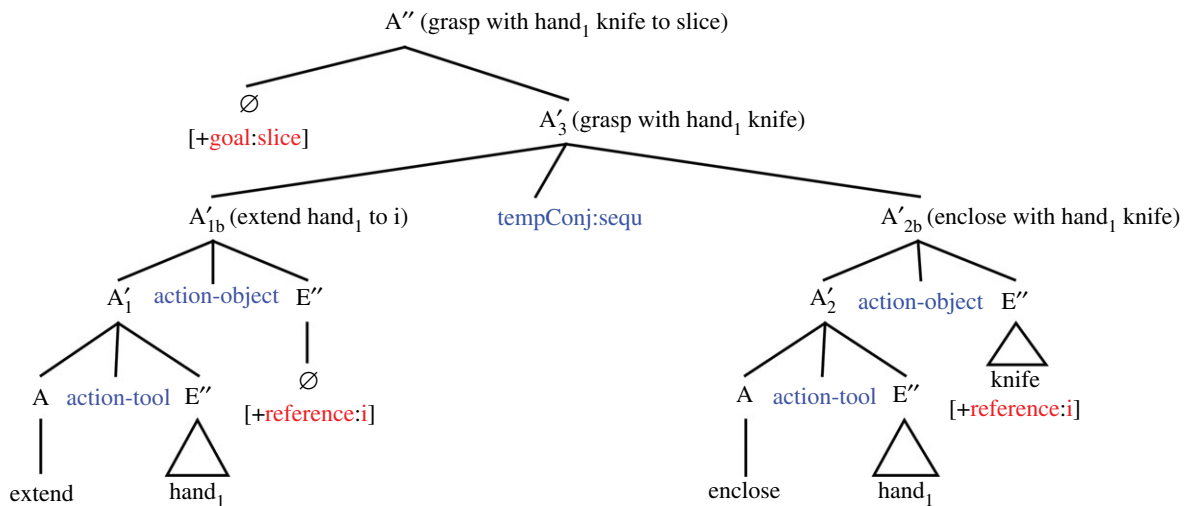 A″ (grasp with hand₁ knife to slice)
∅
[+goal:slice]
A′₃ (grasp with hand₁ knife)
A′₁b (extend hand₁ to i) tempConj:sequ A′₂b (enclose with hand₁ knife)
A′₁ action-object E″ A′₂ action-object E″
A action-tool E″ ∅ A action-tool E″ knife
[+reference:i] [+reference:i]
extend hand₁ enclose hand₁